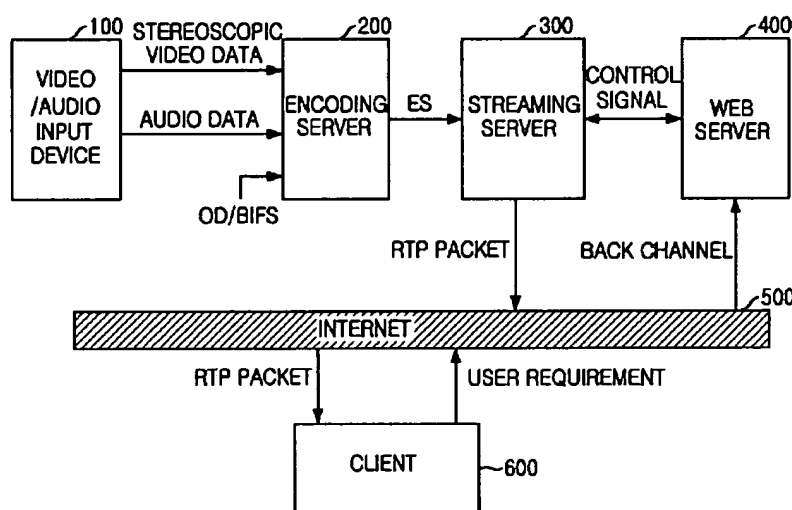 100
STEREOSCOPIC
VIDEO DATA
200
300
400
VIDEO
/AUDIO
INPUT
DEVICE
AUDIO DATA
OD/BIFS
ENCODING
SERVER
ES
STREAMING
SERVER
CONTROL
SIGNAL
WEB
SERVER
RTP PACKET
BACK CHANNEL
500
INTERNET
RTP PACKET
USER REQUIREMENT
CLIENT
600